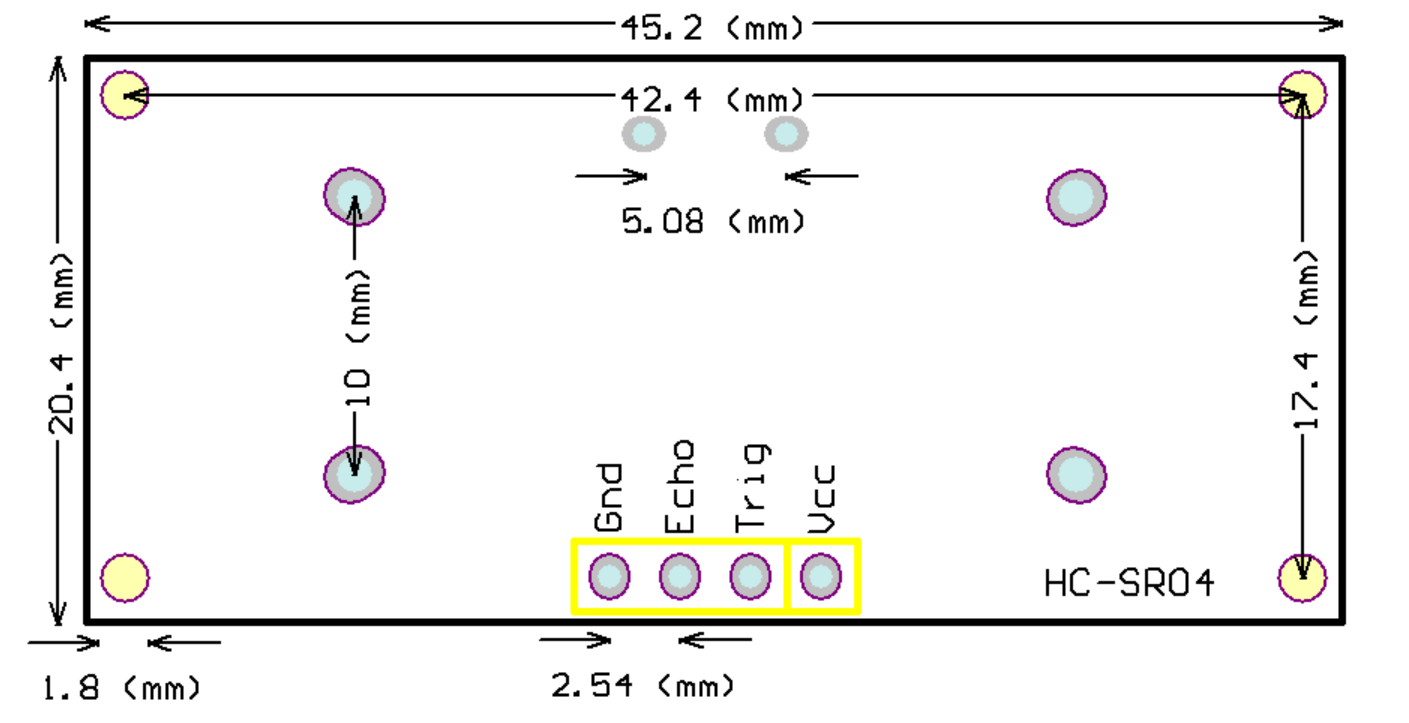 45.2 (mm)
42.4 (mm)
5.08 (mm)
20.4 (mm)
10 (mm)
17.4 (mm)
Gnd
Echo
Trig
Vcc
HC-SR04
1.8 (mm)
2.54 (mm)